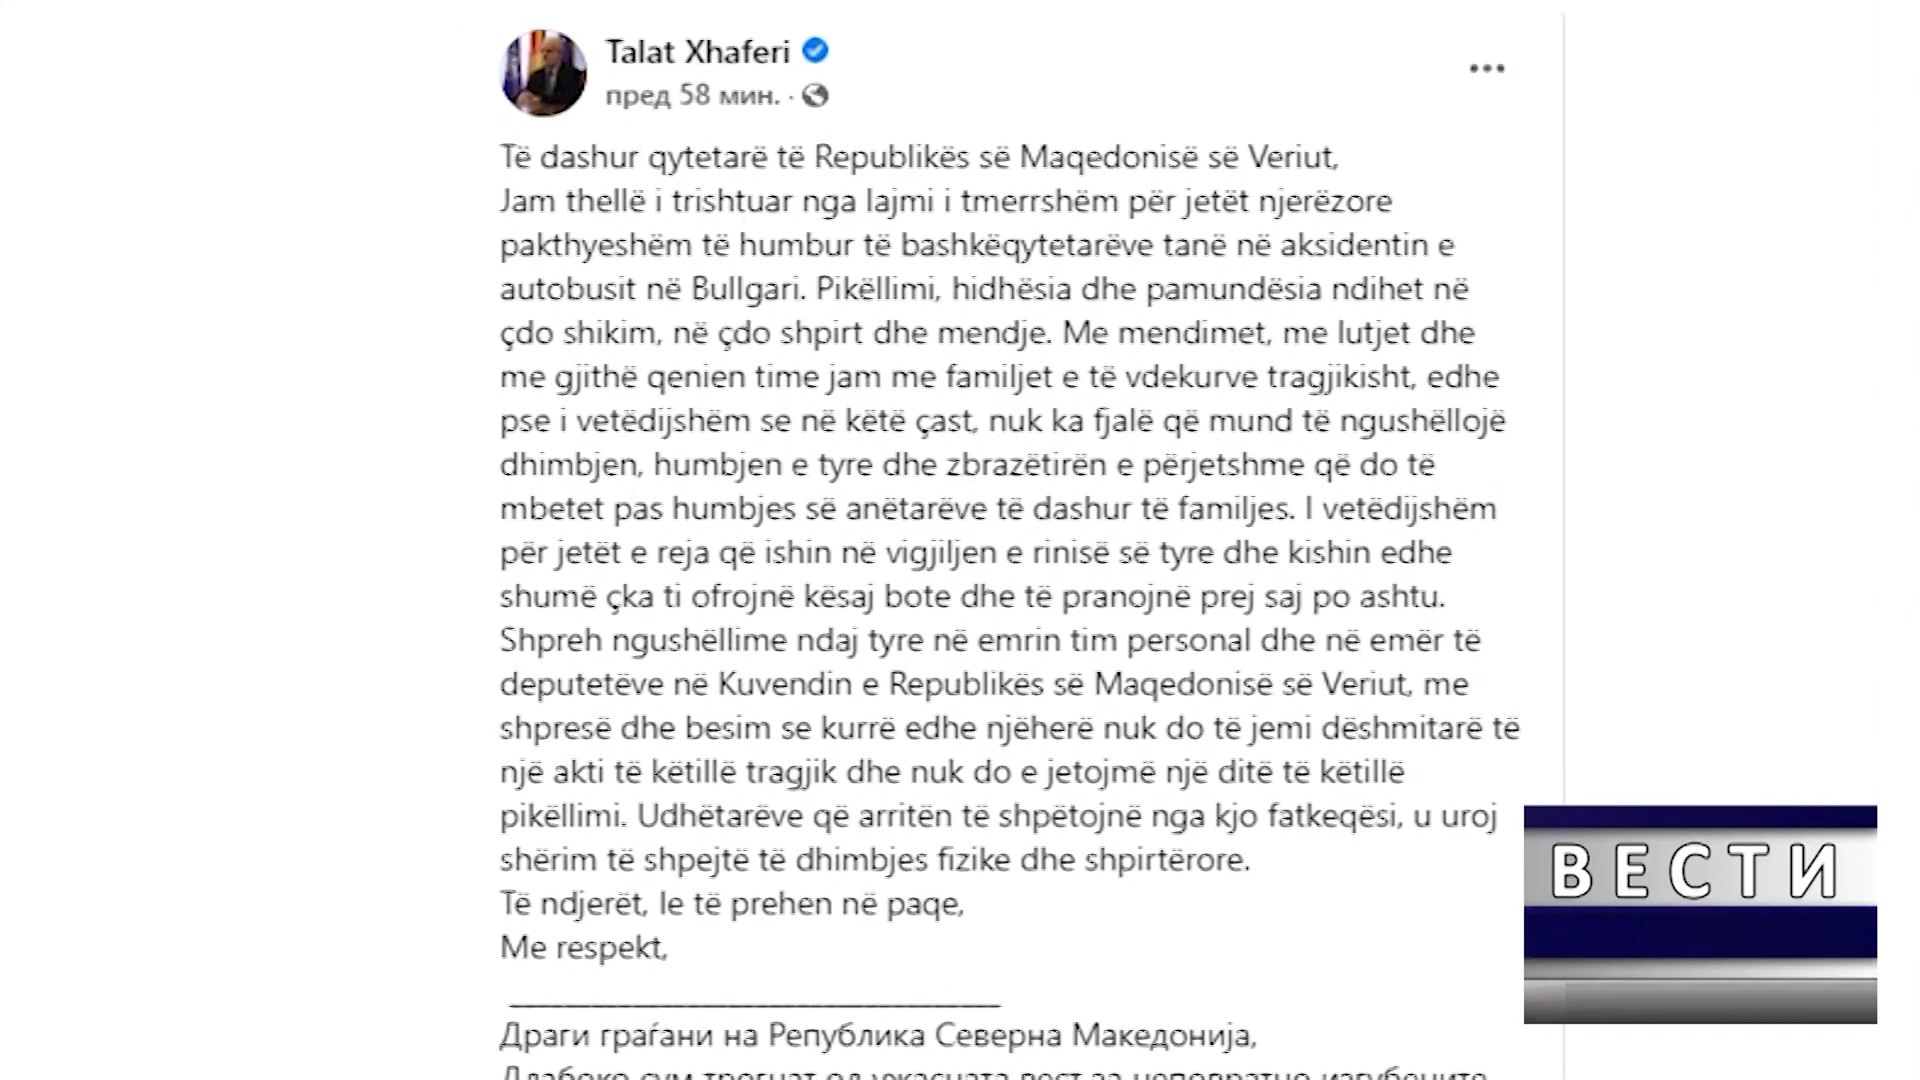 Talat Xhaferi
пред 58 мин. ·
Të dashur qytetarë të Republikës së Maqedonisë së Veriut,
Jam thellë i trishtuar nga lajmi i tmerrshëm për jetët njerëzore
pakthyeshëm të humbur të bashkëqytetarëve tanë në aksidentin e
autobusit në Bullgari. Pikëllimi, hidhësia dhe pamundësia ndihet në
çdo shikim, në çdo shpirt dhe mendje. Me mendimet, me lutjet dhe
me gjithë qenien time jam me familjet e të vdekurve tragjikisht, edhe
pse i vetëdijshëm se në këtë çast, nuk ka fjalë që mund të ngushëllojë
dhimbjen, humbjen e tyre dhe zbrazëtirën e përjetshme që do të
mbetet pas humbjes së anëtarëve të dashur të familjes. I vetëdijshëm
për jetët e reja që ishin në vigjiljen e rinisë së tyre dhe kishin edhe
shumë çka ti ofrojnë kësaj bote dhe të pranojnë prej saj po ashtu.
Shpreh ngushëllime ndaj tyre në emrin tim personal dhe në emër të
deputetëve në Kuvendin e Republikës së Maqedonisë së Veriut, me
shpresë dhe besim se kurrë edhe njëherë nuk do të jemi dëshmitarë të
një akti të këtillë tragjik dhe nuk do e jetojmë një ditë të këtillë
pikëllimi. Udhëtarëve që arritën të shpëtojnë nga kjo fatkeqësi, u uroj
shërim të shpejtë të dhimbjes fizike dhe shpirtërore.
Të ndjerët, le të prehen në paqe,
Me respekt,
Драги граѓани на Република Северна Македонија,
Длабоко сум трогнат од ужасната вест за неповратно изгубените
ВЕСТИ